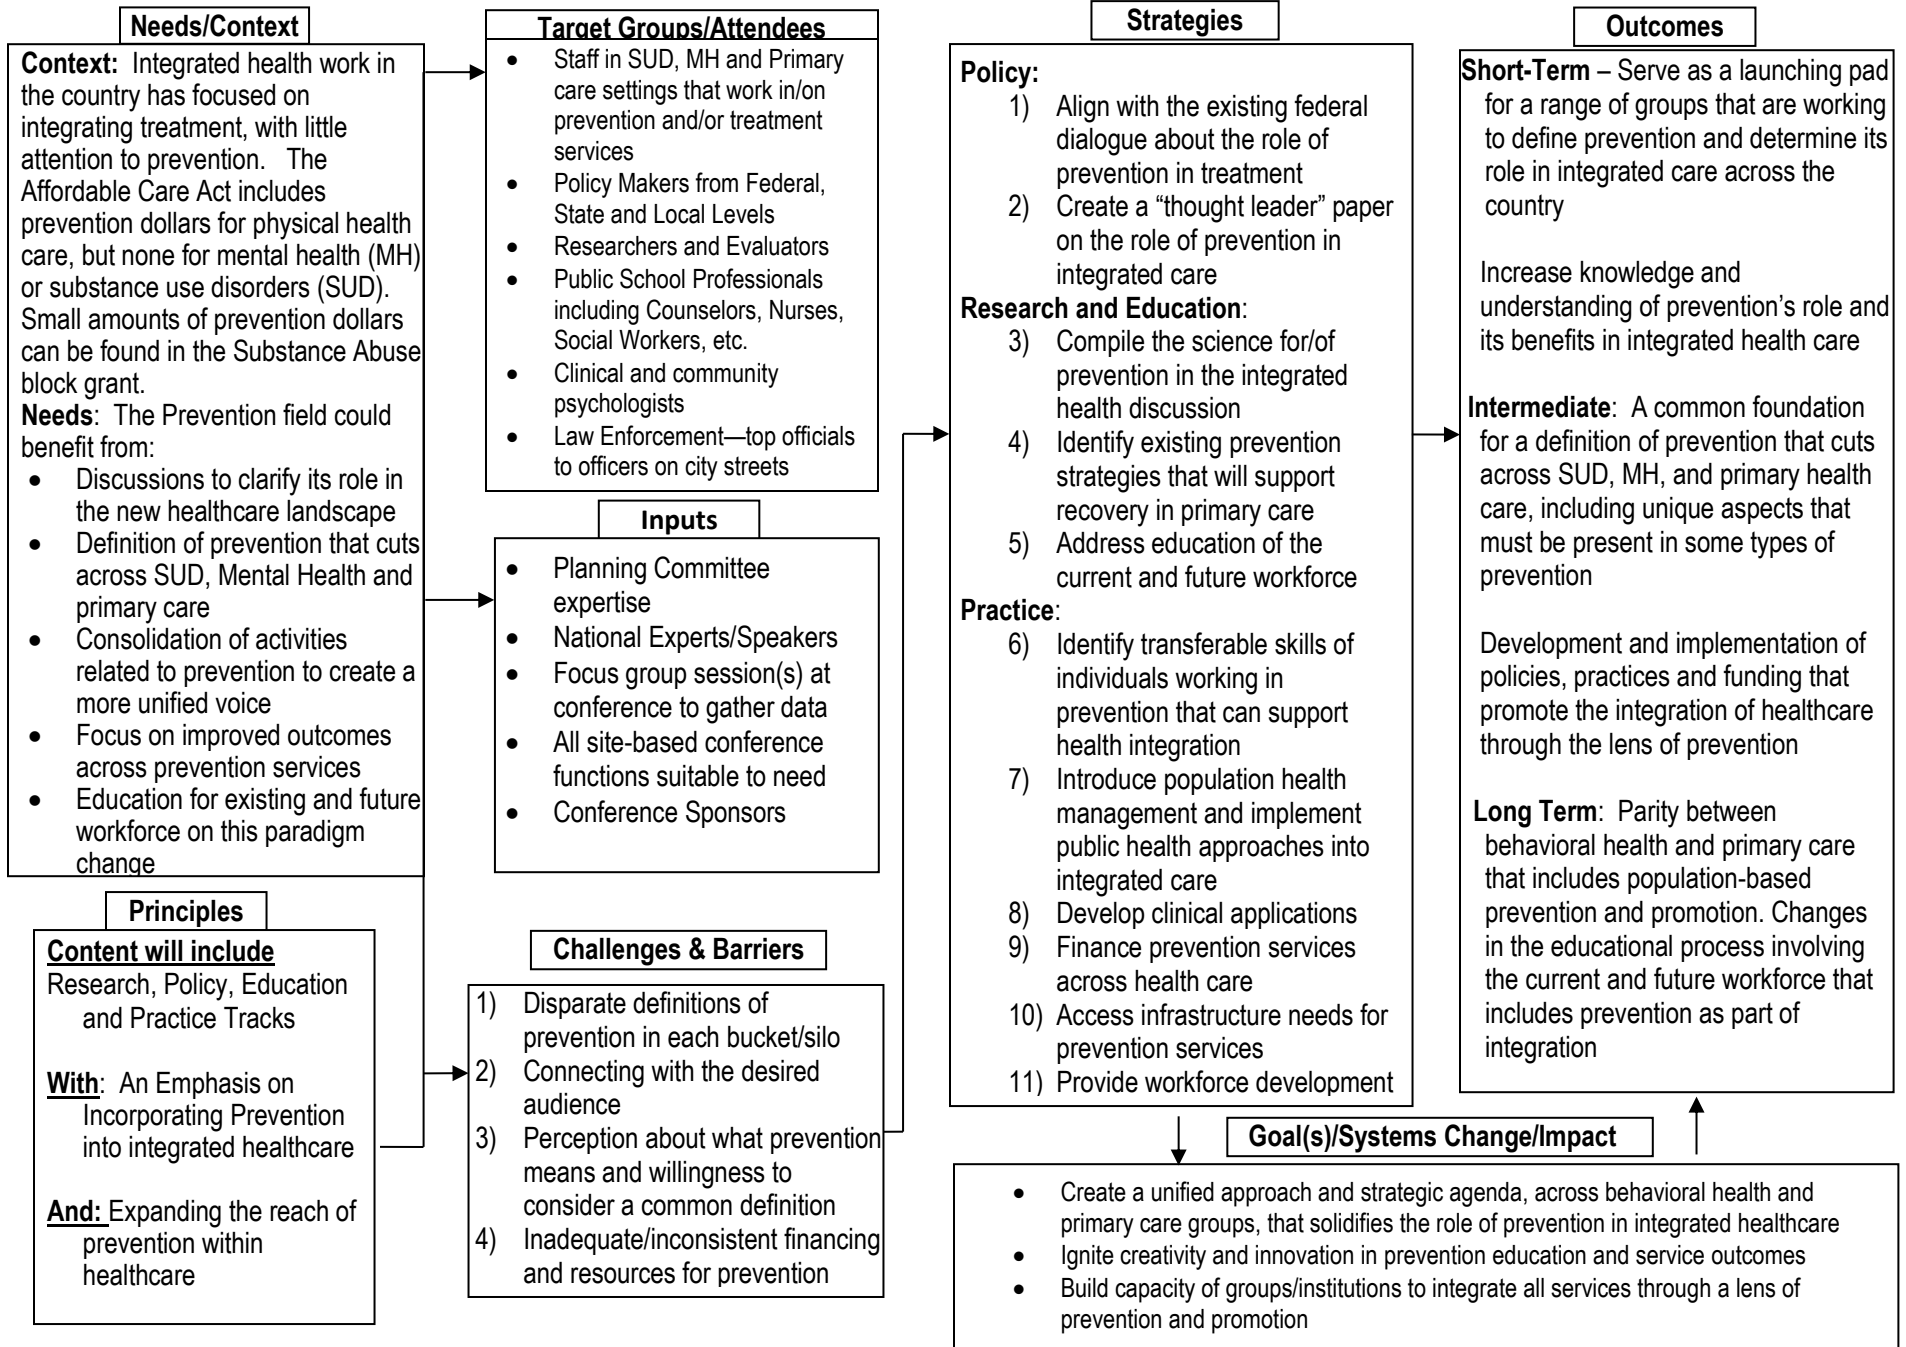 Needs/Context
Context:  Integrated health work in
the country has focused on
integrating treatment, with little
attention to prevention.   The
Affordable Care Act includes
prevention dollars for physical health
care, but none for mental health (MH)
or substance use disorders (SUD).
Small amounts of prevention dollars
can be found in the Substance Abuse
block grant.
Needs:  The Prevention field could
benefit from:
• Discussions to clarify its role in
the new healthcare landscape
• Definition of prevention that cuts
across SUD, Mental Health and
primary care
• Consolidation of activities
related to prevention to create a
more unified voice
• Focus on improved outcomes
across prevention services
• Education for existing and future
workforce on this paradigm
change
Principles
Content will include
Research, Policy, Education
and Practice Tracks
With:  An Emphasis on
Incorporating Prevention
into integrated healthcare
And: Expanding the reach of
prevention within
healthcare
Target Groups/Attendees
• Staff in SUD, MH and Primary
care settings that work in/on
prevention and/or treatment
services
• Policy Makers from Federal,
State and Local Levels
• Researchers and Evaluators
• Public School Professionals
including Counselors, Nurses,
Social Workers, etc.
• Clinical and community
psychologists
• Law Enforcement—top officials
to officers on city streets
Inputs
• Planning Committee
expertise
• National Experts/Speakers
• Focus group session(s) at
conference to gather data
• All site-based conference
functions suitable to need
• Conference Sponsors
Challenges & Barriers
1) Disparate definitions of
prevention in each bucket/silo
2) Connecting with the desired
audience
3) Perception about what prevention
means and willingness to
consider a common definition
4) Inadequate/inconsistent financing
and resources for prevention
Strategies
Policy:
1) Align with the existing federal
dialogue about the role of
prevention in treatment
2) Create a “thought leader” paper
on the role of prevention in
integrated care
Research and Education:
3) Compile the science for/of
prevention in the integrated
health discussion
4) Identify existing prevention
strategies that will support
recovery in primary care
5) Address education of the
current and future workforce
Practice:
6) Identify transferable skills of
individuals working in
prevention that can support
health integration
7) Introduce population health
management and implement
public health approaches into
integrated care
8) Develop clinical applications
9) Finance prevention services
across health care
10) Access infrastructure needs for
prevention services
11) Provide workforce development
Outcomes
Short-Term – Serve as a launching pad
for a range of groups that are working
to define prevention and determine its
role in integrated care across the
country
Increase knowledge and
understanding of prevention’s role and
its benefits in integrated health care
Intermediate:  A common foundation
for a definition of prevention that cuts
across SUD, MH, and primary health
care, including unique aspects that
must be present in some types of
prevention
Development and implementation of
policies, practices and funding that
promote the integration of healthcare
through the lens of prevention
Long Term:  Parity between
behavioral health and primary care
that includes population-based
prevention and promotion. Changes
in the educational process involving
the current and future workforce that
includes prevention as part of
integration
Goal(s)/Systems Change/Impact
• Create a unified approach and strategic agenda, across behavioral health and
primary care groups, that solidifies the role of prevention in integrated healthcare
• Ignite creativity and innovation in prevention education and service outcomes
• Build capacity of groups/institutions to integrate all services through a lens of
prevention and promotion